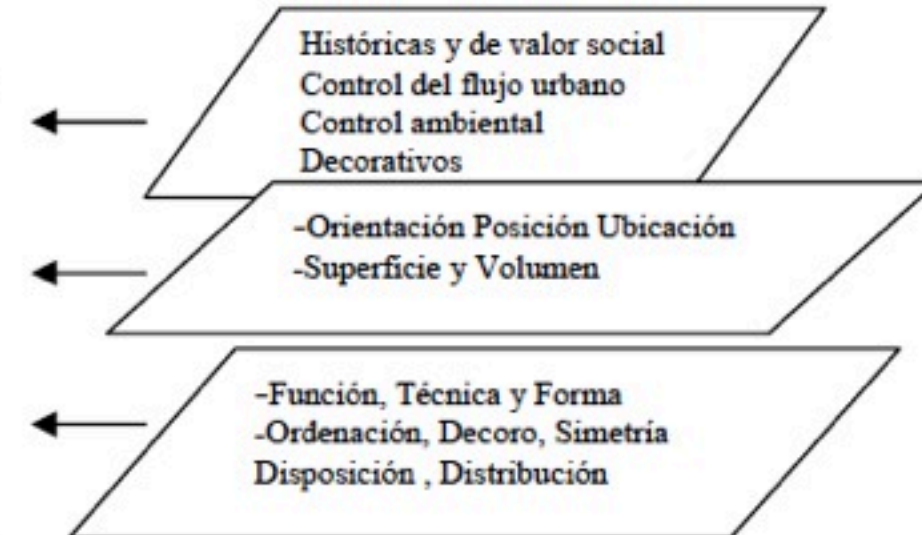 Históricas y de valor social
Control del flujo urbano
Control ambiental
Decorativos
-Orientación Posición Ubicación
-Superficie y Volumen
-Función, Técnica y Forma
-Ordenación, Decoro, Simetría
Disposición , Distribución